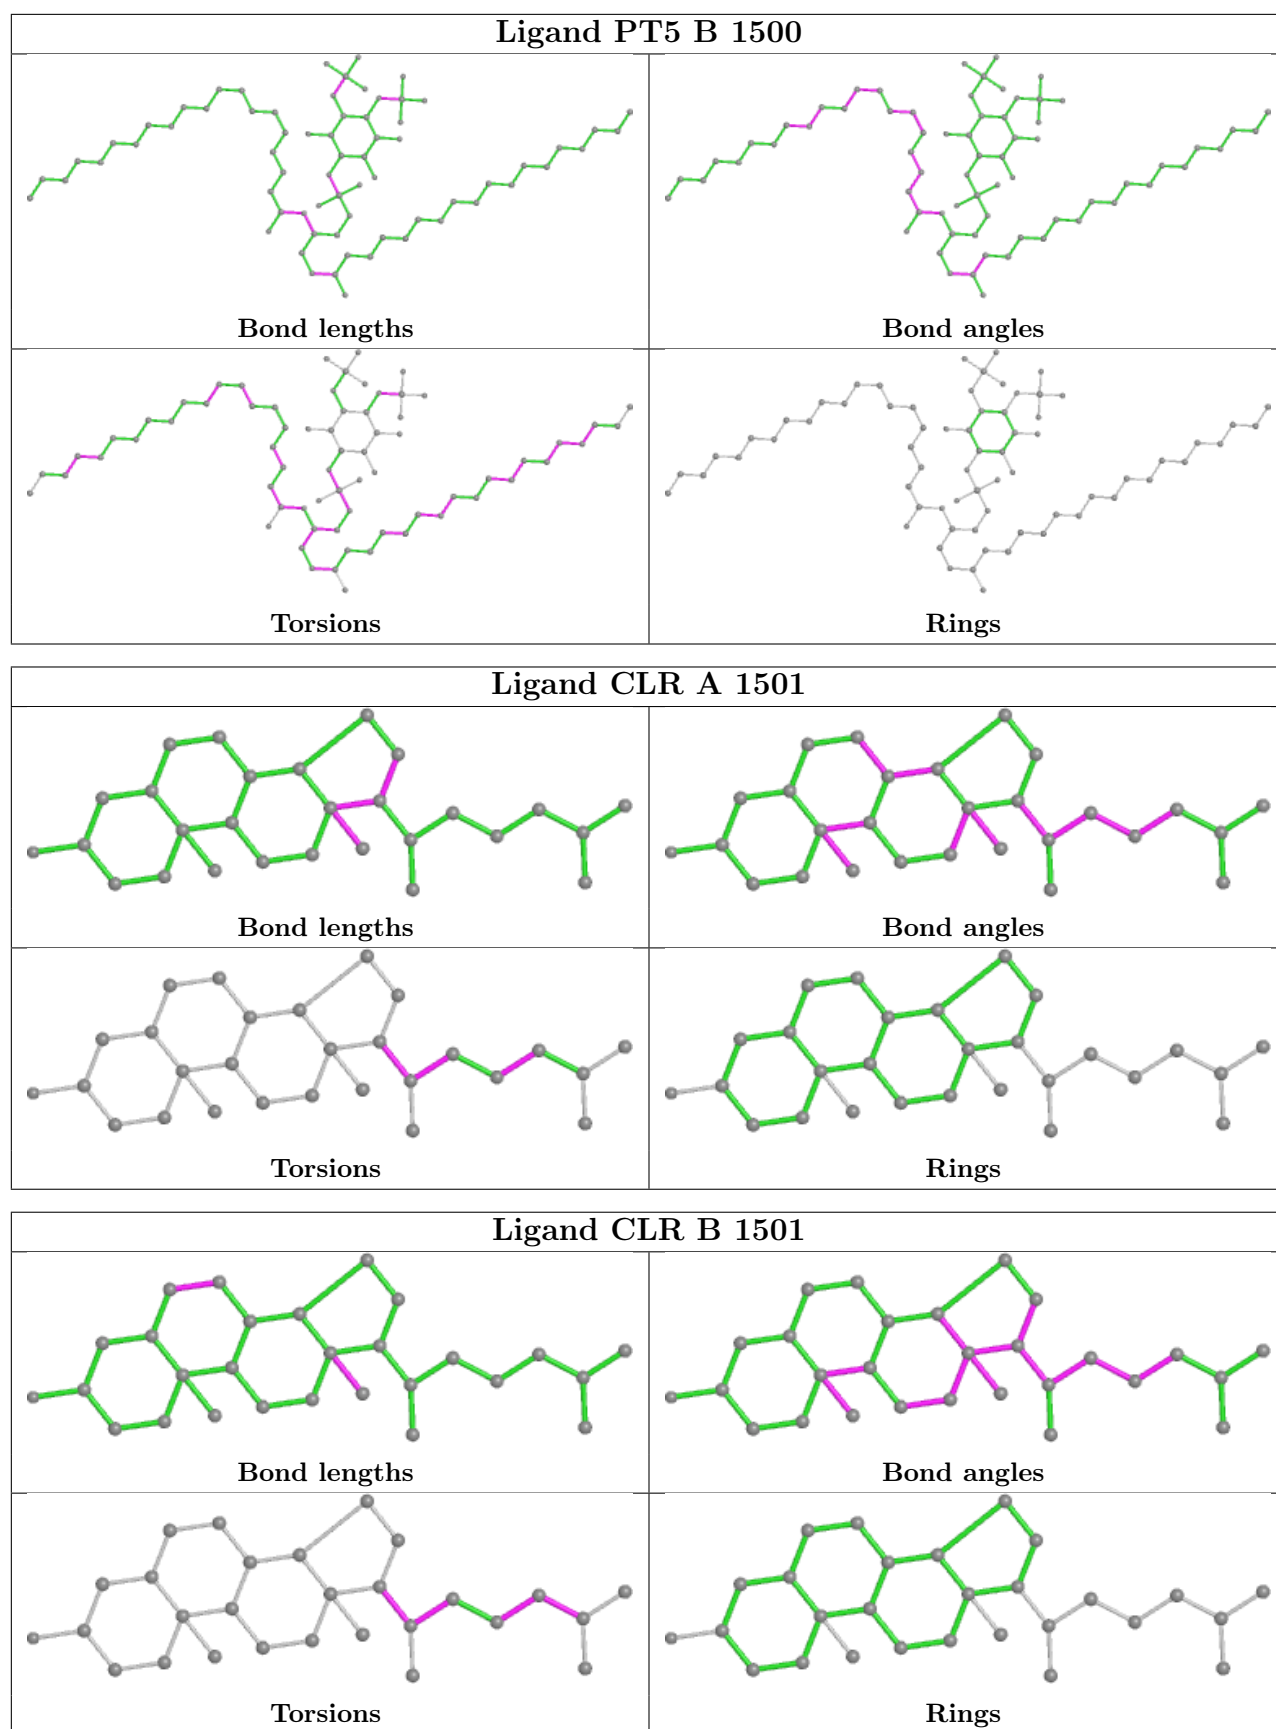 Ligand PT5 B 1500
Bond lengths
Bond angles
Torsions
Rings
Ligand CLR A 1501
Bond lengths
Bond angles
Torsions
Rings
Ligand CLR B 1501
Bond lengths
Bond angles
Torsions
Rings